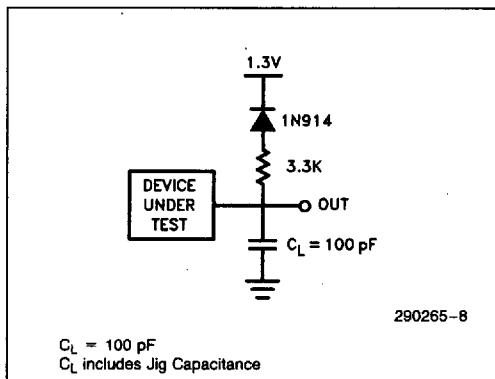 1.3V
1N914
3.3K
DEVICE
UNDER
TEST
OUT
C_L = 100 pF
290265-8
C_L = 100 pF
C_L includes Jig Capacitance